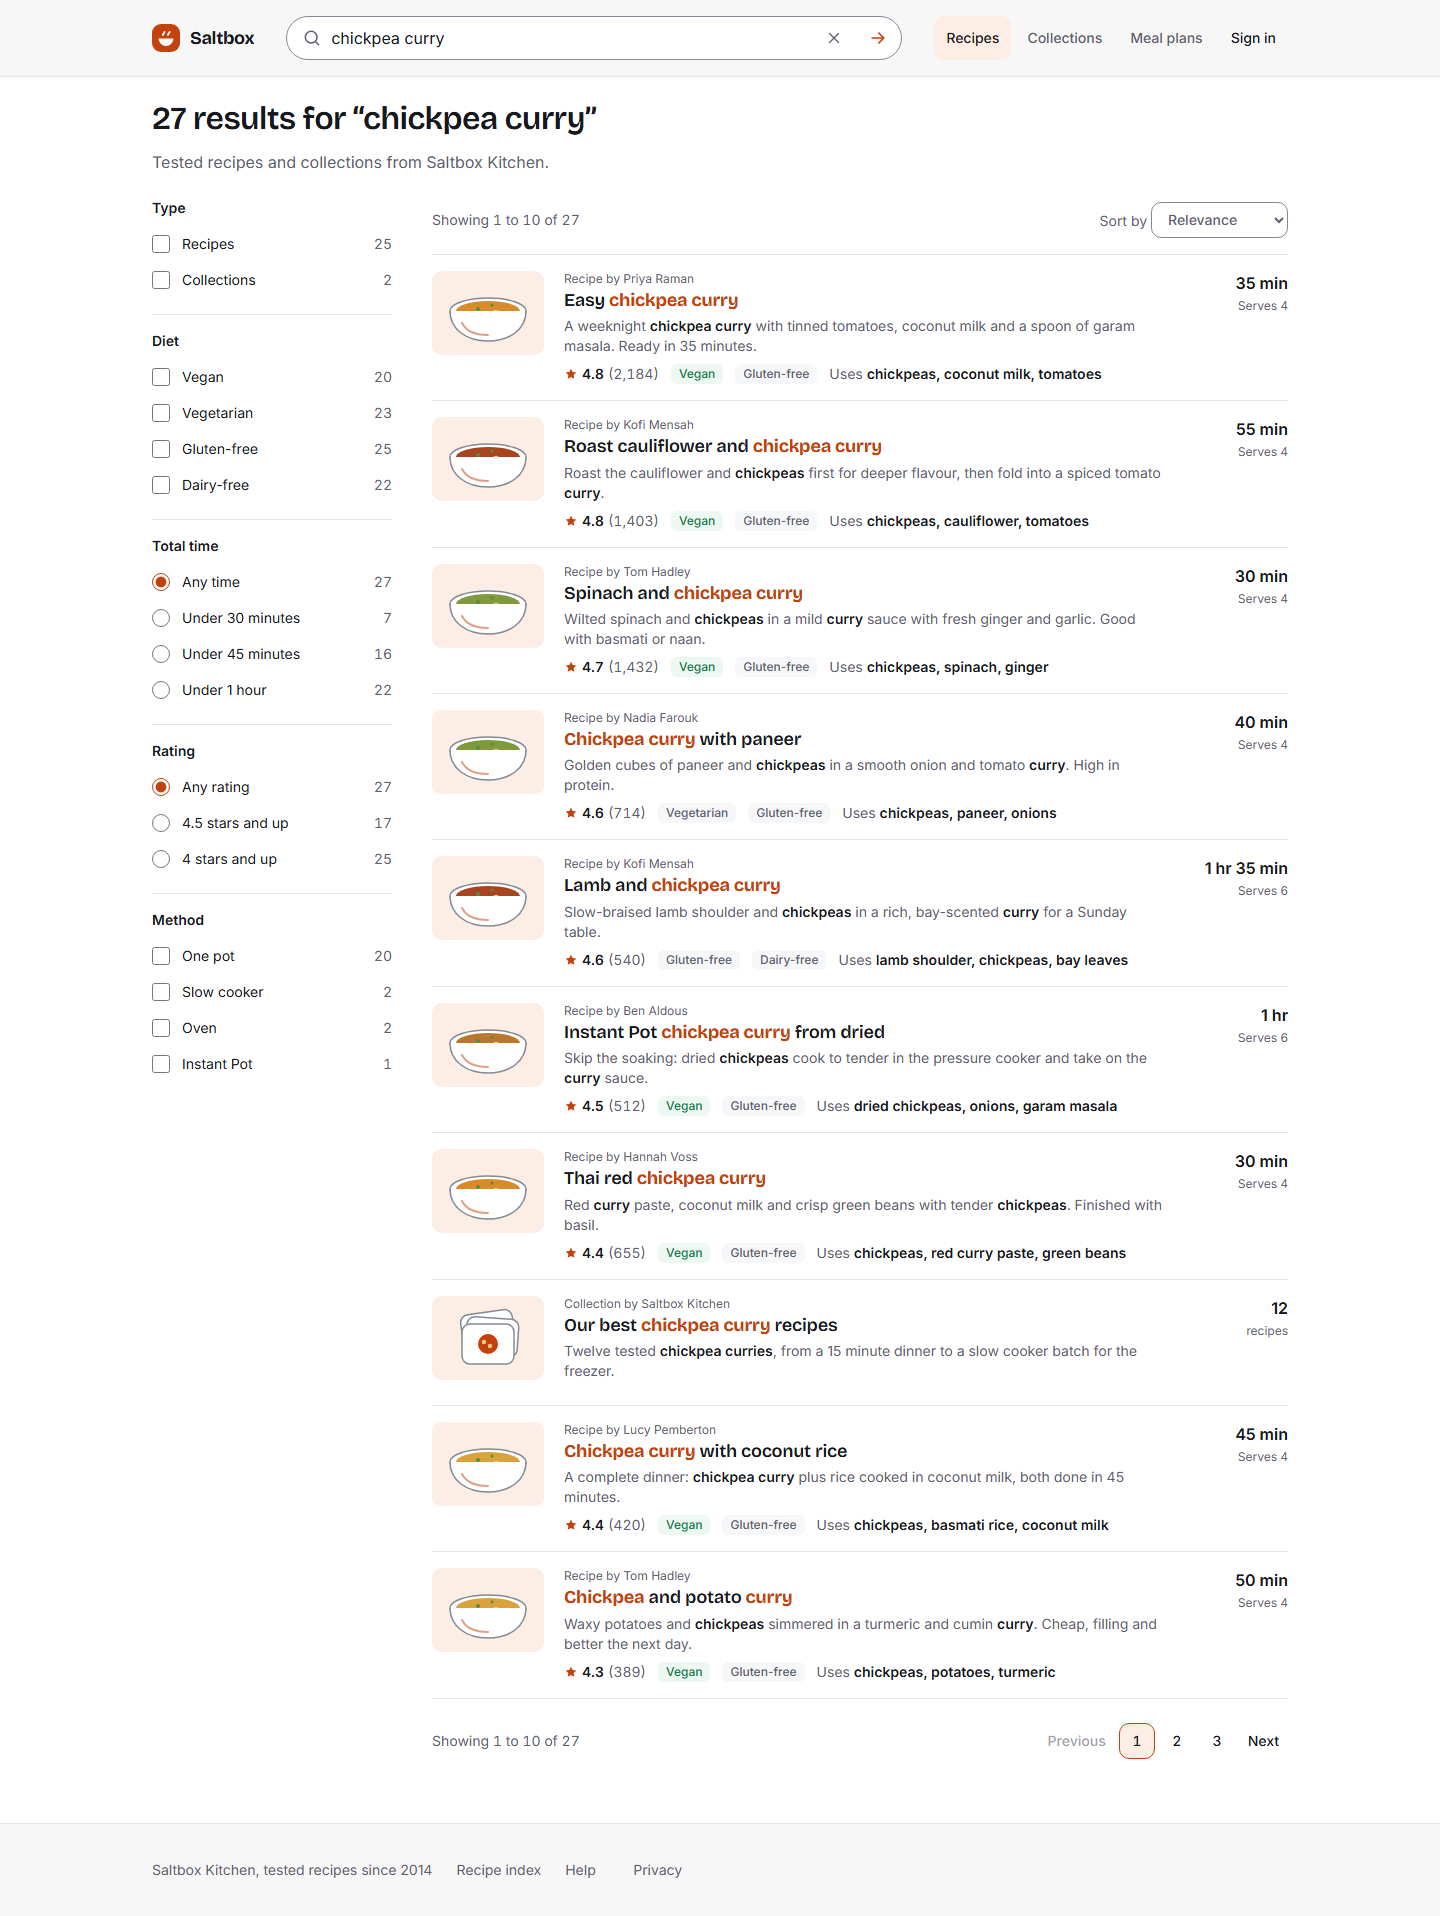 Saltbox
chickpea curry
Recipes
Collections
Meal plans
Sign in
27 results for “chickpea curry”
Tested recipes and collections from Saltbox Kitchen.
Type
Recipes 25
Collections 2
Diet
Vegan 20
Vegetarian 23
Gluten-free 25
Dairy-free 22
Total time
Any time 27
Under 30 minutes 7
Under 45 minutes 16
Under 1 hour 22
Rating
Any rating 27
4.5 stars and up 17
4 stars and up 25
Method
One pot 20
Slow cooker 2
Oven 2
Instant Pot 1
Showing 1 to 10 of 27
Sort by Relevance
Recipe by Priya Raman
Easy chickpea curry
A weeknight chickpea curry with tinned tomatoes, coconut milk and a spoon of garam
masala. Ready in 35 minutes.
4.8 (2,184) Vegan Gluten-free Uses chickpeas, coconut milk, tomatoes
35 min
Serves 4
Recipe by Kofi Mensah
Roast cauliflower and chickpea curry
Roast the cauliflower and chickpeas first for deeper flavour, then fold into a spiced tomato
curry.
4.8 (1,403) Vegan Gluten-free Uses chickpeas, cauliflower, tomatoes
55 min
Serves 4
Recipe by Tom Hadley
Spinach and chickpea curry
Wilted spinach and chickpeas in a mild curry sauce with fresh ginger and garlic. Good
with basmati or naan.
4.7 (1,432) Vegan Gluten-free Uses chickpeas, spinach, ginger
30 min
Serves 4
Recipe by Nadia Farouk
Chickpea curry with paneer
Golden cubes of paneer and chickpeas in a smooth onion and tomato curry. High in
protein.
4.6 (714) Vegetarian Gluten-free Uses chickpeas, paneer, onions
40 min
Serves 4
Recipe by Kofi Mensah
Lamb and chickpea curry
Slow-braised lamb shoulder and chickpeas in a rich, bay-scented curry for a Sunday
table.
4.6 (540) Gluten-free Dairy-free Uses lamb shoulder, chickpeas, bay leaves
1 hr 35 min
Serves 6
Recipe by Ben Aldous
Instant Pot chickpea curry from dried
Skip the soaking: dried chickpeas cook to tender in the pressure cooker and take on the
curry sauce.
4.5 (512) Vegan Gluten-free Uses dried chickpeas, onions, garam masala
1 hr
Serves 6
Recipe by Hannah Voss
Thai red chickpea curry
Red curry paste, coconut milk and crisp green beans with tender chickpeas. Finished with
basil.
4.4 (655) Vegan Gluten-free Uses chickpeas, red curry paste, green beans
30 min
Serves 4
Collection by Saltbox Kitchen
Our best chickpea curry recipes
Twelve tested chickpea curries, from a 15 minute dinner to a slow cooker batch for the
freezer.
12
recipes
Recipe by Lucy Pemberton
Chickpea curry with coconut rice
A complete dinner: chickpea curry plus rice cooked in coconut milk, both done in 45
minutes.
4.4 (420) Vegan Gluten-free Uses chickpeas, basmati rice, coconut milk
45 min
Serves 4
Recipe by Tom Hadley
Chickpea and potato curry
Waxy potatoes and chickpeas simmered in a turmeric and cumin curry. Cheap, filling and
better the next day.
4.3 (389) Vegan Gluten-free Uses chickpeas, potatoes, turmeric
50 min
Serves 4
Showing 1 to 10 of 27
Previous 1 2 3 Next
Saltbox Kitchen, tested recipes since 2014
Recipe index
Help
Privacy